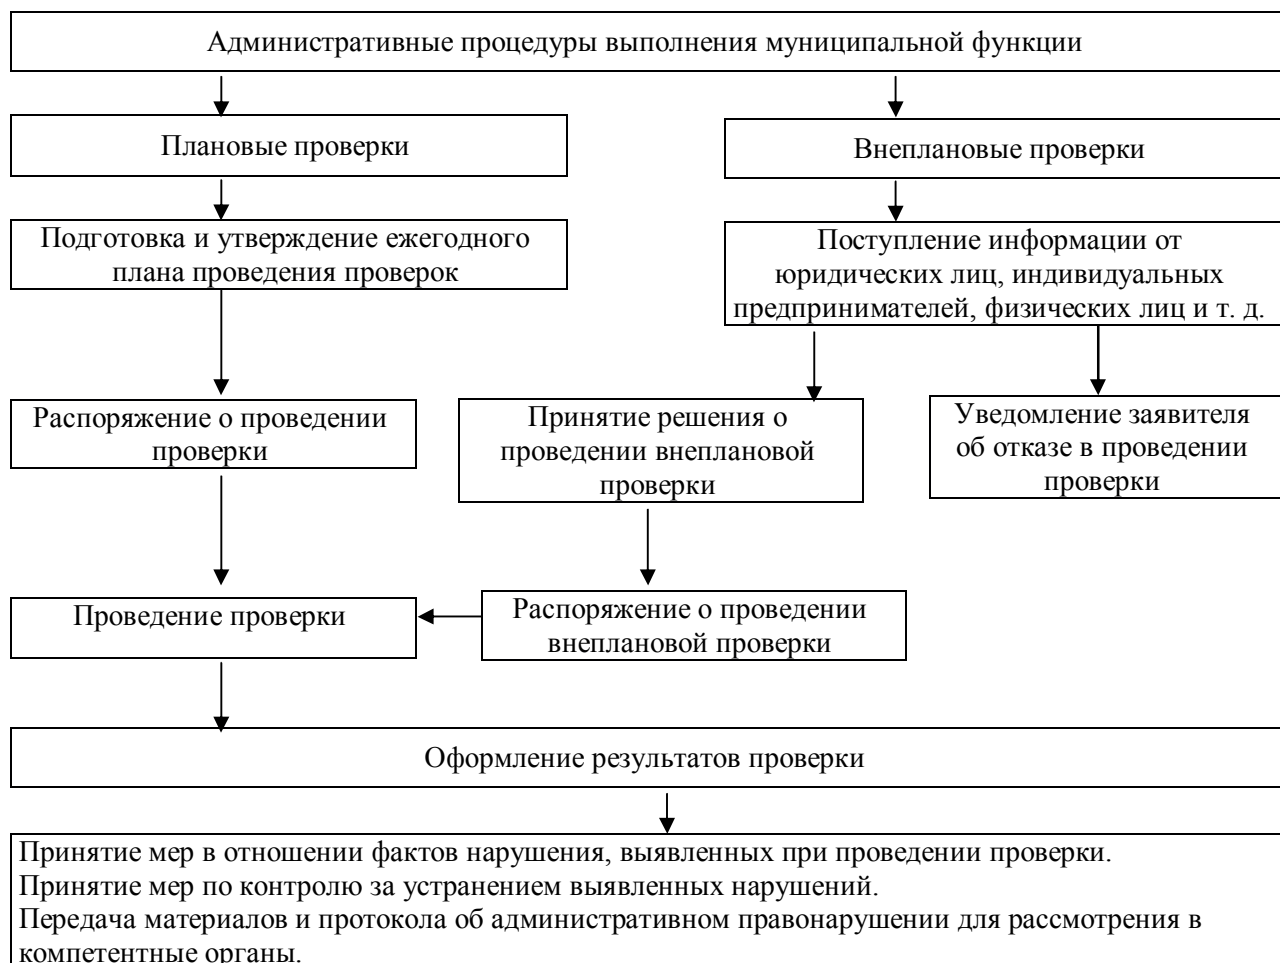 Административные процедуры выполнения муниципальной функции
Плановые проверки
Внеплановые проверки
Подготовка и утверждение ежегодного
плана проведения проверок
Поступление информации от
юридических лиц, индивидуальных
предпринимателей, физических лиц и т. д.
Распоряжение о проведении
проверки
Принятие решения о
проведении внеплановой
проверки
Уведомление заявителя
об отказе в проведении
проверки
Проведение проверки
Распоряжение о проведении
внеплановой проверки
Оформление результатов проверки
Принятие мер в отношении фактов нарушения, выявленных при проведении проверки.
Принятие мер по контролю за устранением выявленных нарушений.
Передача материалов и протокола об административном правонарушении для рассмотрения в
компетентные органы.